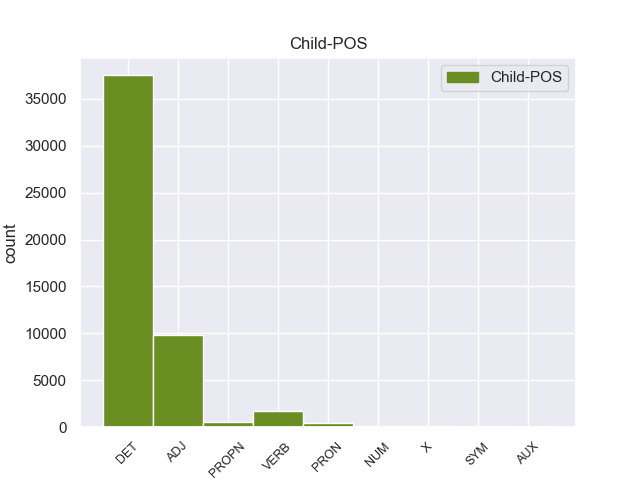 Child-POS
Child-POS
count
35000
30000
25000
20000
15000
10000
5000
0
DET ADJ PROPN VERB PRON NUM X SYM AUX